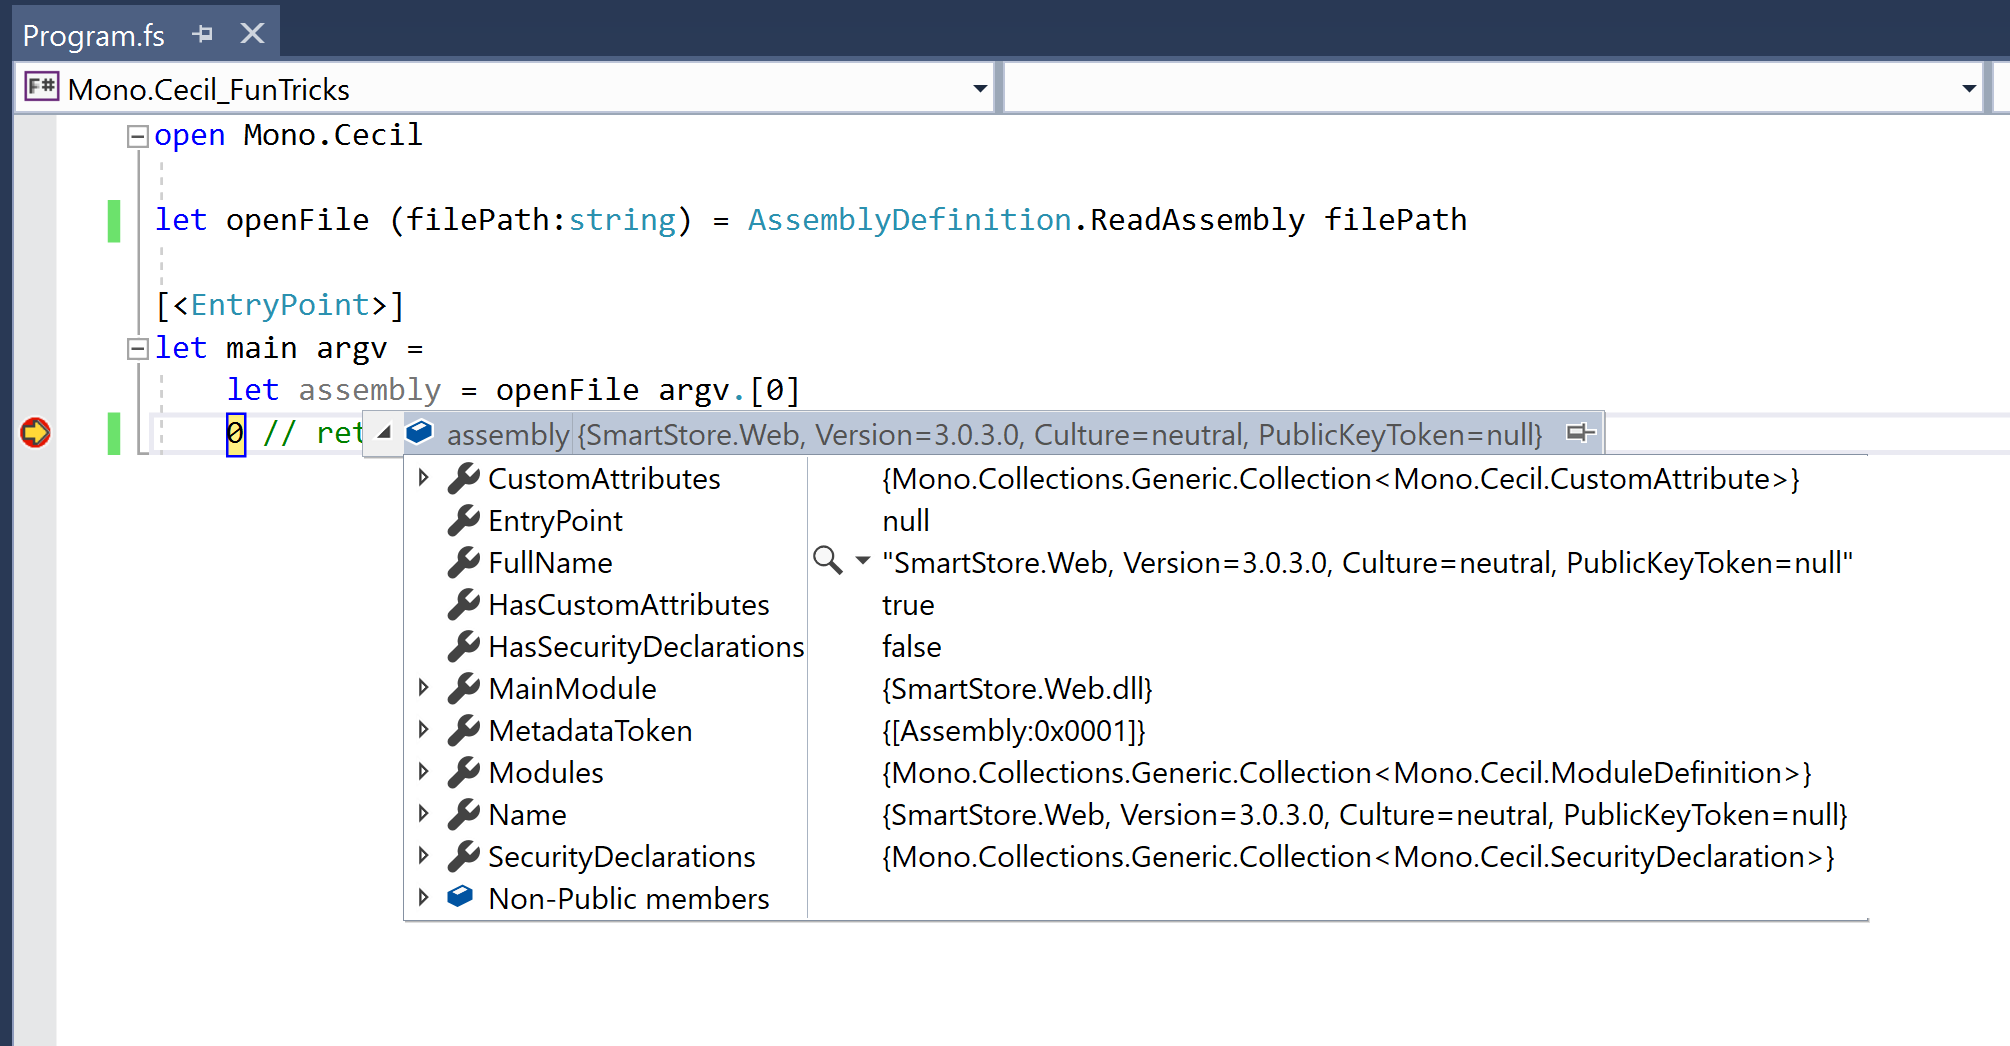 Program.fs
F# Mono.Cecil_FunTricks
open Mono.Cecil
let openFile (filePath:string) = AssemblyDefinition.ReadAssembly filePath
[<EntryPoint>]
let main argv =
let assembly = openFile argv.[0]
0 // ret
assembly {SmartStore.Web, Version=3.0.3.0, Culture=neutral, PublicKeyToken=null}
CustomAttributes {Mono.Collections.Generic.Collection<Mono.Cecil.CustomAttribute>}
EntryPoint null
FullName "SmartStore.Web, Version=3.0.3.0, Culture=neutral, PublicKeyToken=null"
HasCustomAttributes true
HasSecurityDeclarations false
MainModule {SmartStore.Web.dll}
MetadataToken {[Assembly:0x0001]}
Modules {Mono.Collections.Generic.Collection<Mono.Cecil.ModuleDefinition>}
Name {SmartStore.Web, Version=3.0.3.0, Culture=neutral, PublicKeyToken=null}
SecurityDeclarations {Mono.Collections.Generic.Collection<Mono.Cecil.SecurityDeclaration>}
Non-Public members